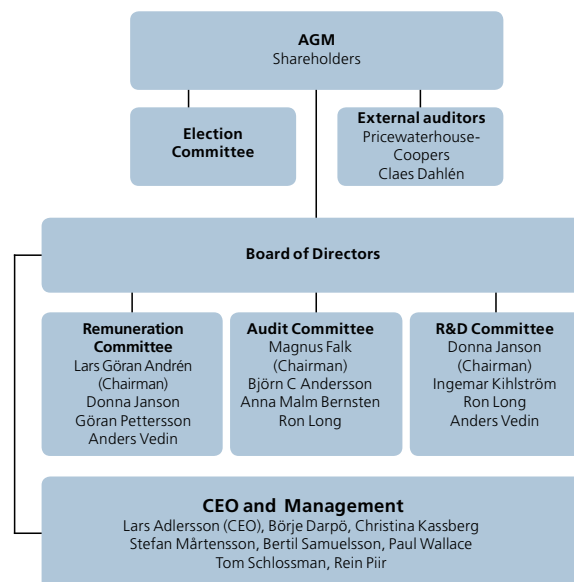 AGM
Shareholders
Election
Committee
External auditors
Pricewaterhouse-
Coopers
Claes Dahlén
Board of Directors
Remuneration
Committee
Lars Göran Andrén
(Chairman)
Donna Janson
Göran Pettersson
Anders Vedin
Audit Committee
Magnus Falk
(Chairman)
Björn C Andersson
Anna Malm Bernsten
Ron Long
R&D Committee
Donna Janson
(Chairman)
Ingemar Kihlström
Ron Long
Anders Vedin
CEO and Management
Lars Adlersson (CEO), Börje Darpö, Christina Kassberg
Stefan Mårtensson, Bertil Samuelsson, Paul Wallace
Tom Schlossman, Rein Piir